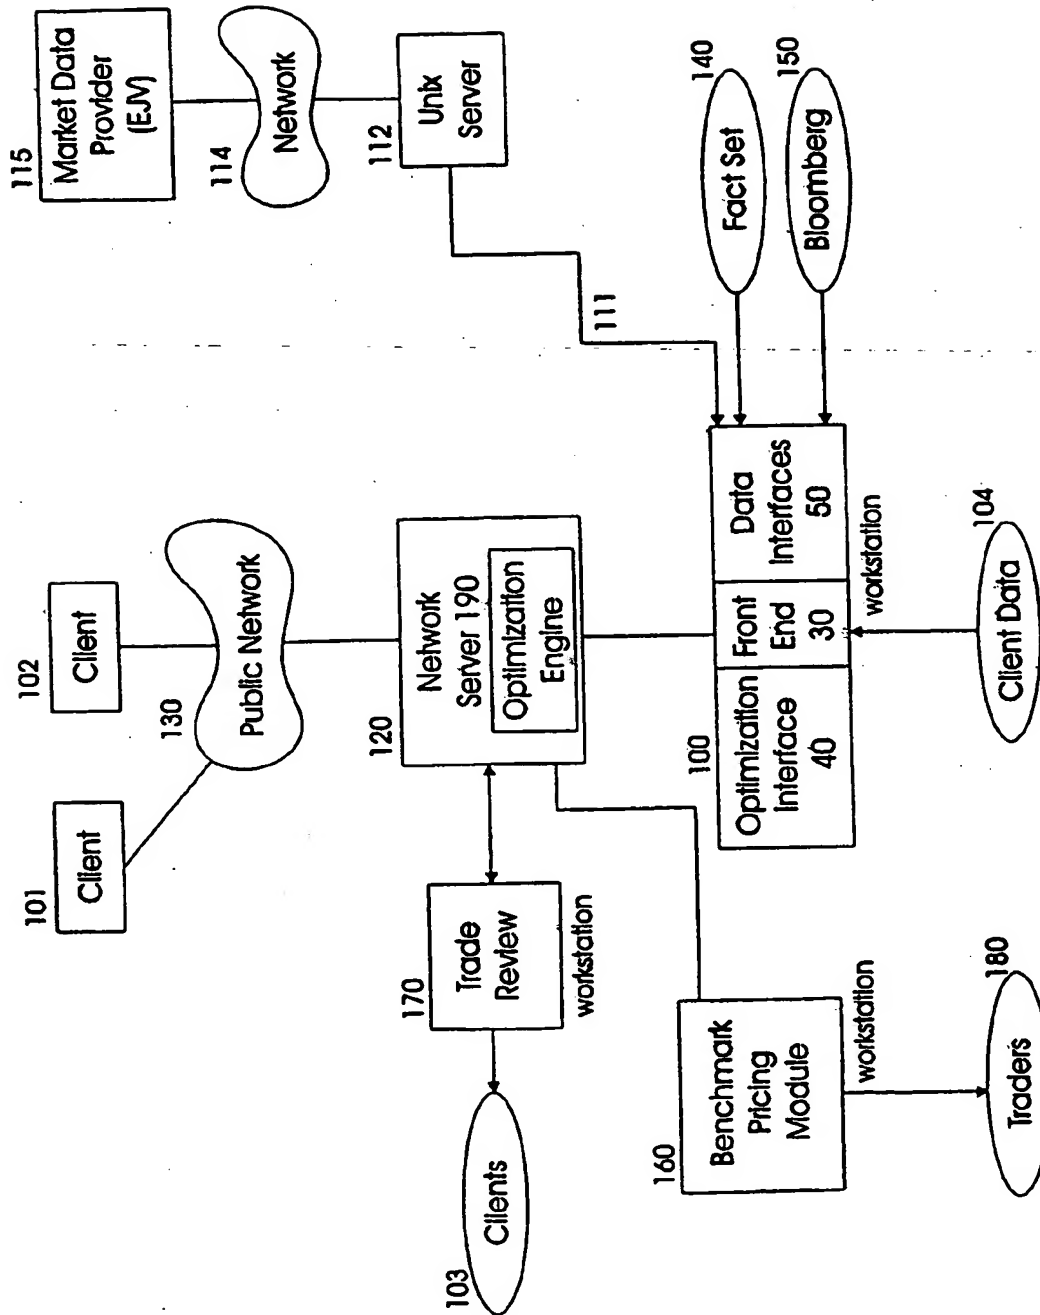 101
Client
102
Client
130
Public Network
115
Market Data
Provider
(EJV)
114
Network
112
Unix
Server
111
120
Network
Server 190
Optimization
Engine
170
Trade
Review
workstation
103
Clients
140
Fact Set
150
Bloomberg
100
Optimization
Interface
40
Front
End
30
Data
Interfaces
50
workstation
104
Client Data
160
Benchmark
Pricing
Module
workstation
180
Traders